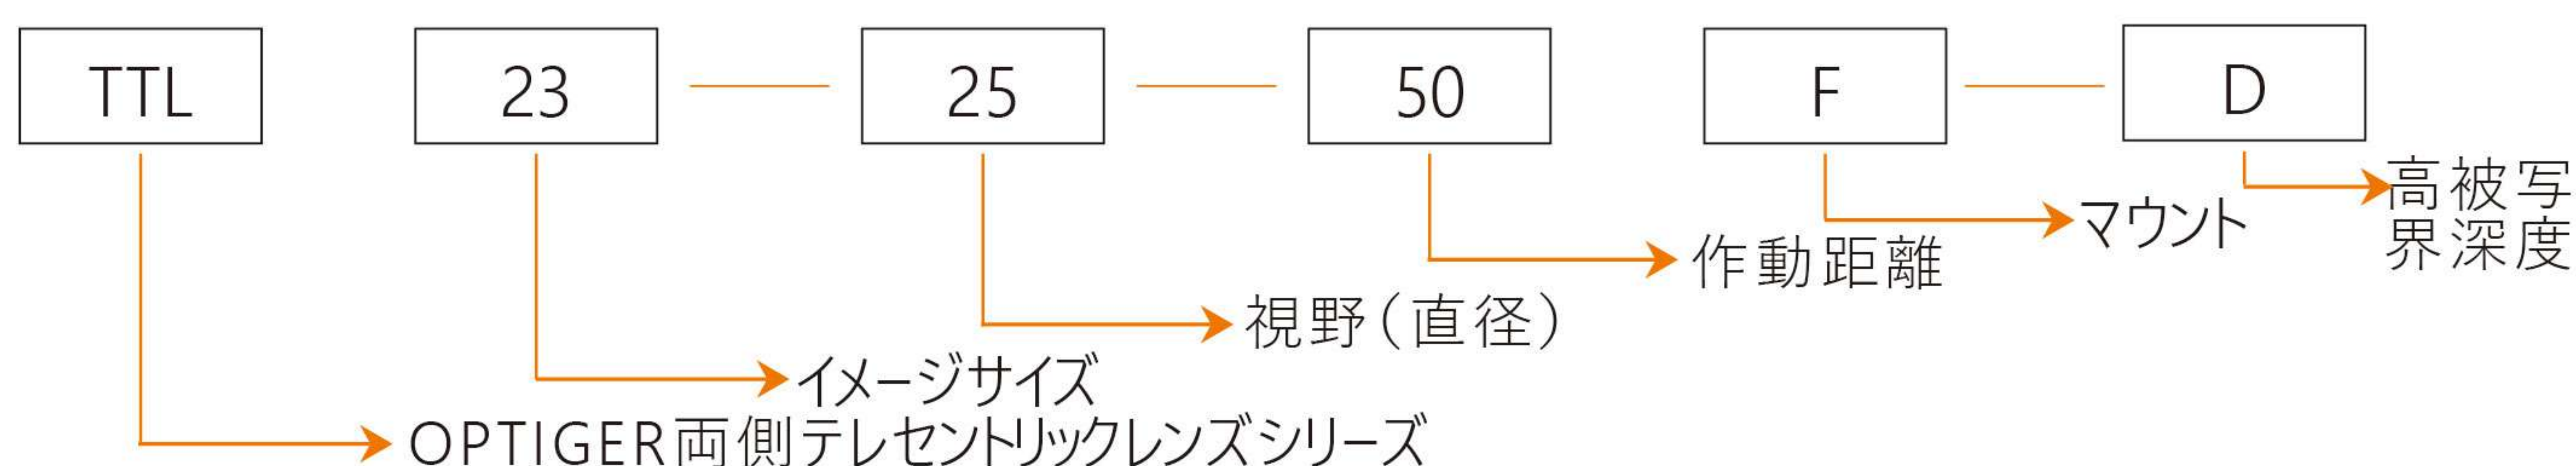 TTL 23 25 50 F D
高被写
界深度
マウント
作動距離
視野(直径)
イメージサイズ
OPTIGER両側テレセントリックレンズシリーズ